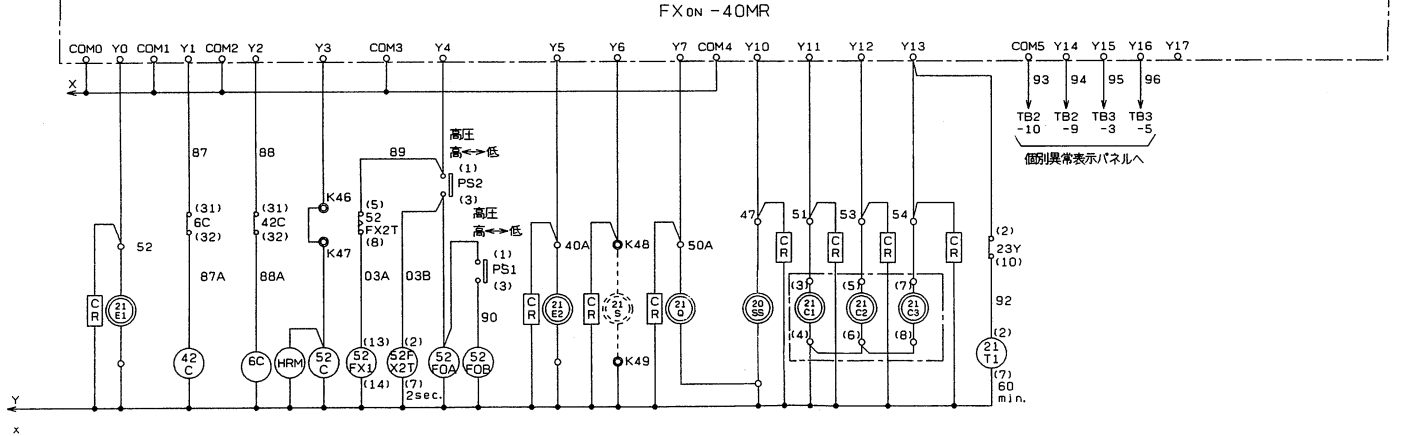 FX0N -40MR
COM0 Y0 COM1 Y1 COM2 Y2 Y3 COM3 Y4 Y5 Y6 Y7 COM4 Y10 Y11 Y12 Y13 COM5 Y14 Y15 Y16 Y17
X
93 94 95 96
TB2 TB2 TB3 TB3
-10 -9 -3 -5
個別異常表示パネルへ
高圧
高⟷低
87 88 89
(1)
PS2
(3)
(31) (31) K46 (5)
6C 42C 52
FX2T
(32) (32) (8)
K47
高圧
高⟷低
(1)
PS1
(3)
52 40A K48 50A 47 51 53 54
(2)
23Y
(10)
87A 88A 03A 03B
90
92
CR CR CR CR CR CR CR CR
21 E1
21 E2
21 S
21 Q
20 SS
(3) (5) (7)
21 C1
21 C2
21 C3
(4) (6) (8)
K49
42 C
6C
HRM
52 C
(13)
52 FX1
(14)
(2)
52F X2T
(7)
2sec.
52 FOA
52 FOB
(2)
21 T1
(7)
60
min.
Y
x